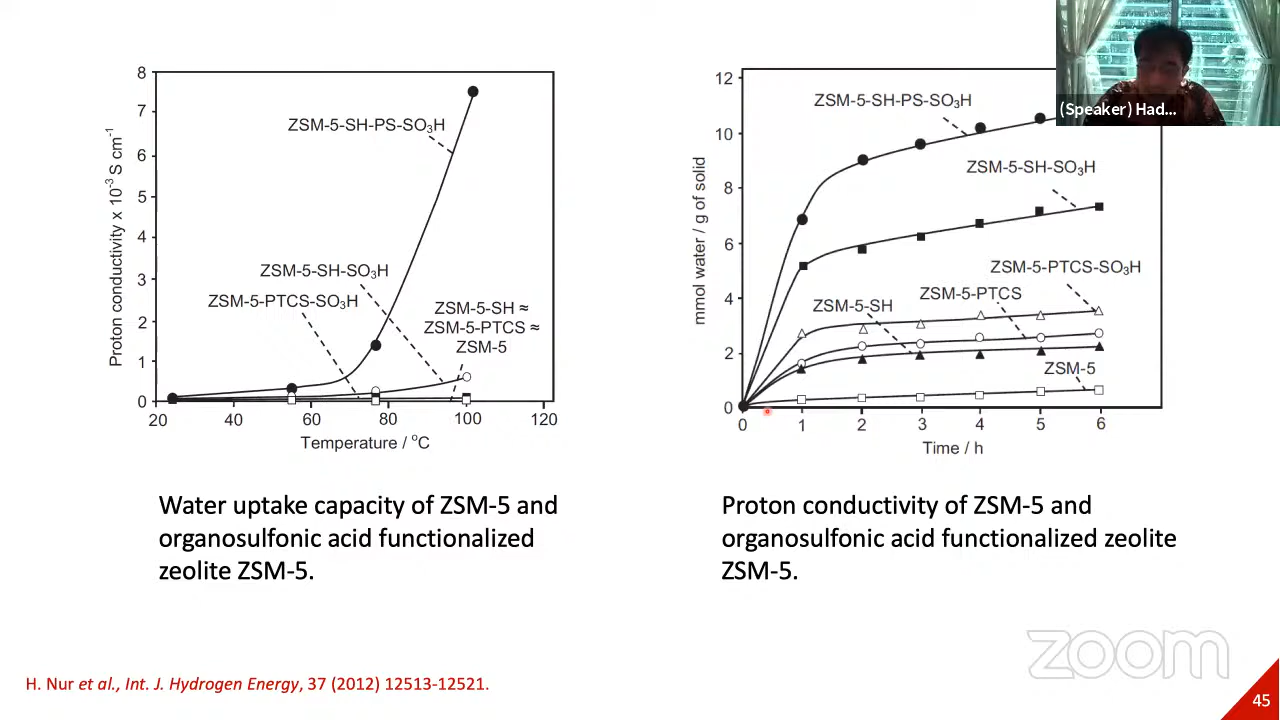 8
7
6
5
4
3
2
1
0
Proton conductivity x 10⁻³ S cm⁻¹
ZSM-5-SH-PS-SO₃H
ZSM-5-SH-SO₃H
ZSM-5-PTCS-SO₃H
ZSM-5-SH ≈
ZSM-5-PTCS ≈
ZSM-5
20 40 60 80 100 120
Temperature / °C
12
10
8
6
4
2
0
mmol water / g of solid
ZSM-5-SH-PS-SO₃H
ZSM-5-SH-SO₃H
ZSM-5-PTCS-SO₃H
ZSM-5-PTCS
ZSM-5-SH
ZSM-5
0 1 2 3 4 5 6
Time / h
(Speaker) Had...
Water uptake capacity of ZSM-5 and
organosulfonic acid functionalized
zeolite ZSM-5.
Proton conductivity of ZSM-5 and
organosulfonic acid functionalized zeolite
ZSM-5.
zoom
H. Nur et al., Int. J. Hydrogen Energy, 37 (2012) 12513-12521.
45